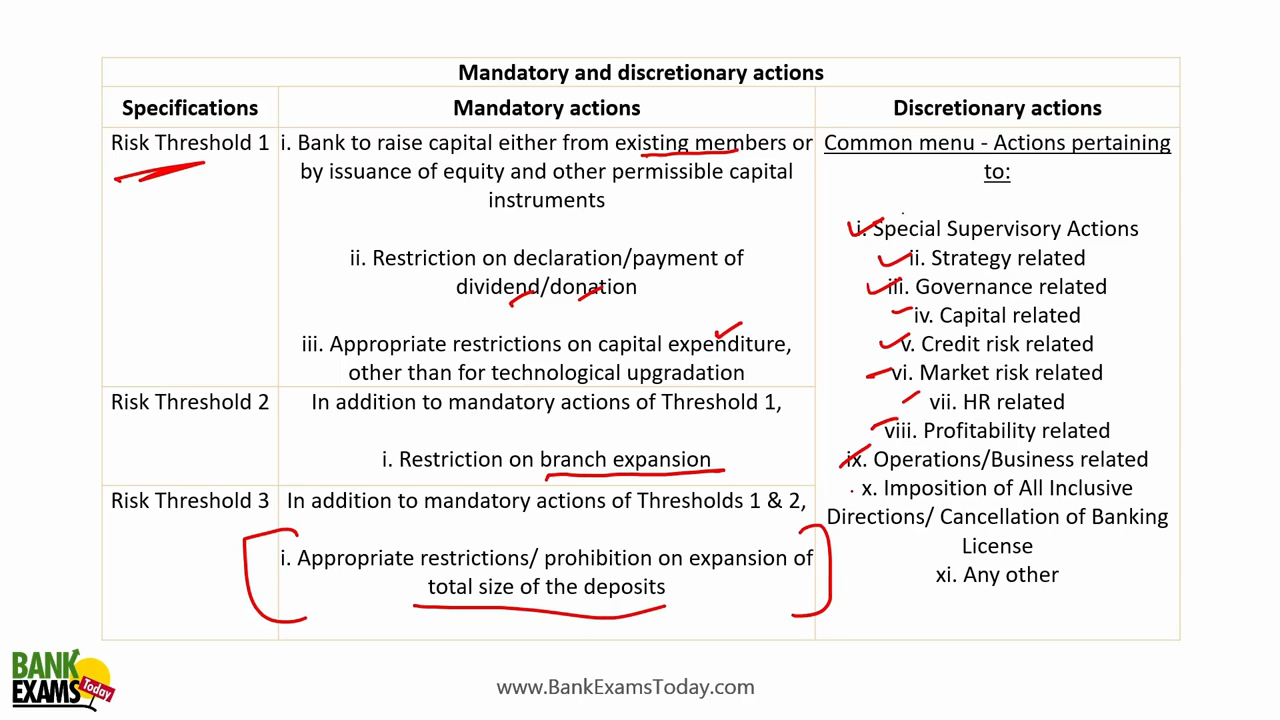 Mandatory and discretionary actions
Specifications
Mandatory actions
Discretionary actions
Risk Threshold 1
i. Bank to raise capital either from existing members or
by issuance of equity and other permissible capital
instruments
ii. Restriction on declaration/payment of
dividend/donation
iii. Appropriate restrictions on capital expenditure,
other than for technological upgradation
Risk Threshold 2
In addition to mandatory actions of Threshold 1,
i. Restriction on branch expansion
Risk Threshold 3
In addition to mandatory actions of Thresholds 1 & 2,
i. Appropriate restrictions/ prohibition on expansion of
total size of the deposits
Common menu - Actions pertaining
to:
i. Special Supervisory Actions
ii. Strategy related
iii. Governance related
iv. Capital related
v. Credit risk related
vi. Market risk related
vii. HR related
viii. Profitability related
ix. Operations/Business related
x. Imposition of All Inclusive
Directions/ Cancellation of Banking
License
xi. Any other
BANK
EXAMS
Today
www.BankExamsToday.com